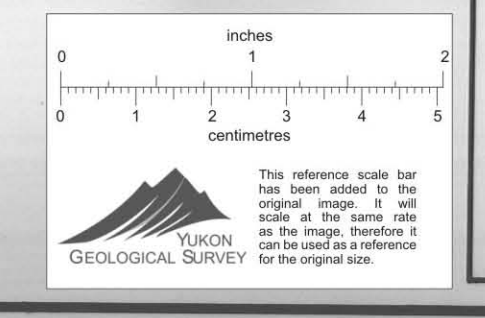 inches
0 1 2
0 1 2 3 4 5
centimetres
This reference scale bar
has been added to the
original image. It will
scale at the same rate
as the image, therefore it
can be used as a reference
for the original size.
YUKON
GEOLOGICAL SURVEY